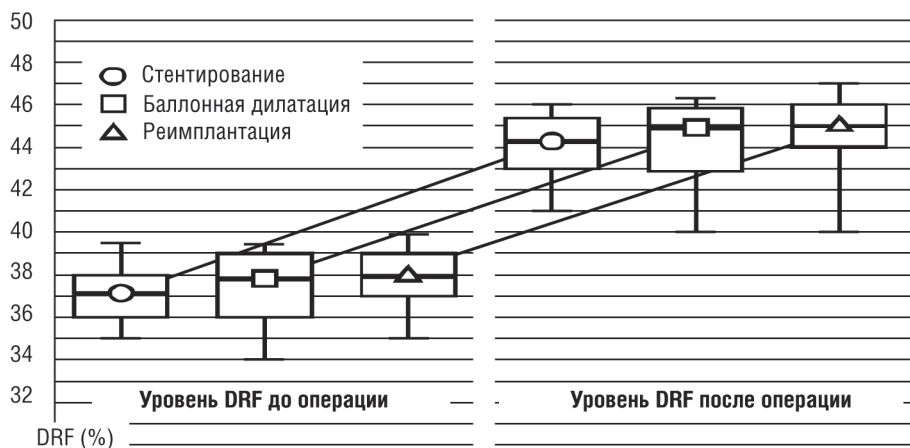 50
48
46
44
42
40
38
36
34
32
Стентирование
Баллонная дилатация
Реимплантация
Уровень DRF до операции
Уровень DRF после операции
DRF (%)